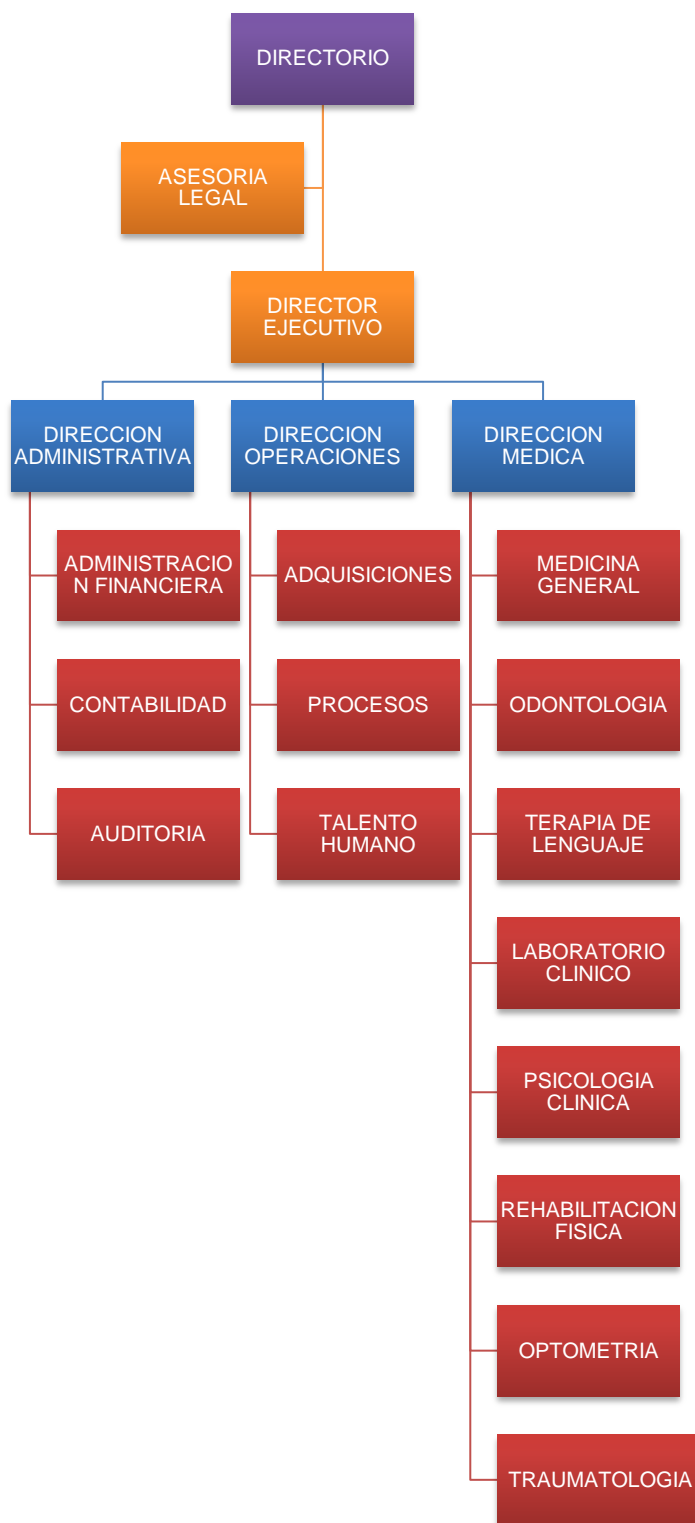 DIRECTORIO
ASESORIA
LEGAL
DIRECTOR
EJECUTIVO
DIRECCION
ADMINISTRATIVA
DIRECCION
OPERACIONES
DIRECCION
MEDICA
ADMINISTRACIO
N FINANCIERA
CONTABILIDAD
AUDITORIA
ADQUISICIONES
PROCESOS
TALENTO
HUMANO
MEDICINA
GENERAL
ODONTOLOGIA
TERAPIA DE
LENGUAJE
LABORATORIO
CLINICO
PSICOLOGIA
CLINICA
REHABILITACION
FISICA
OPTOMETRIA
TRAUMATOLOGIA